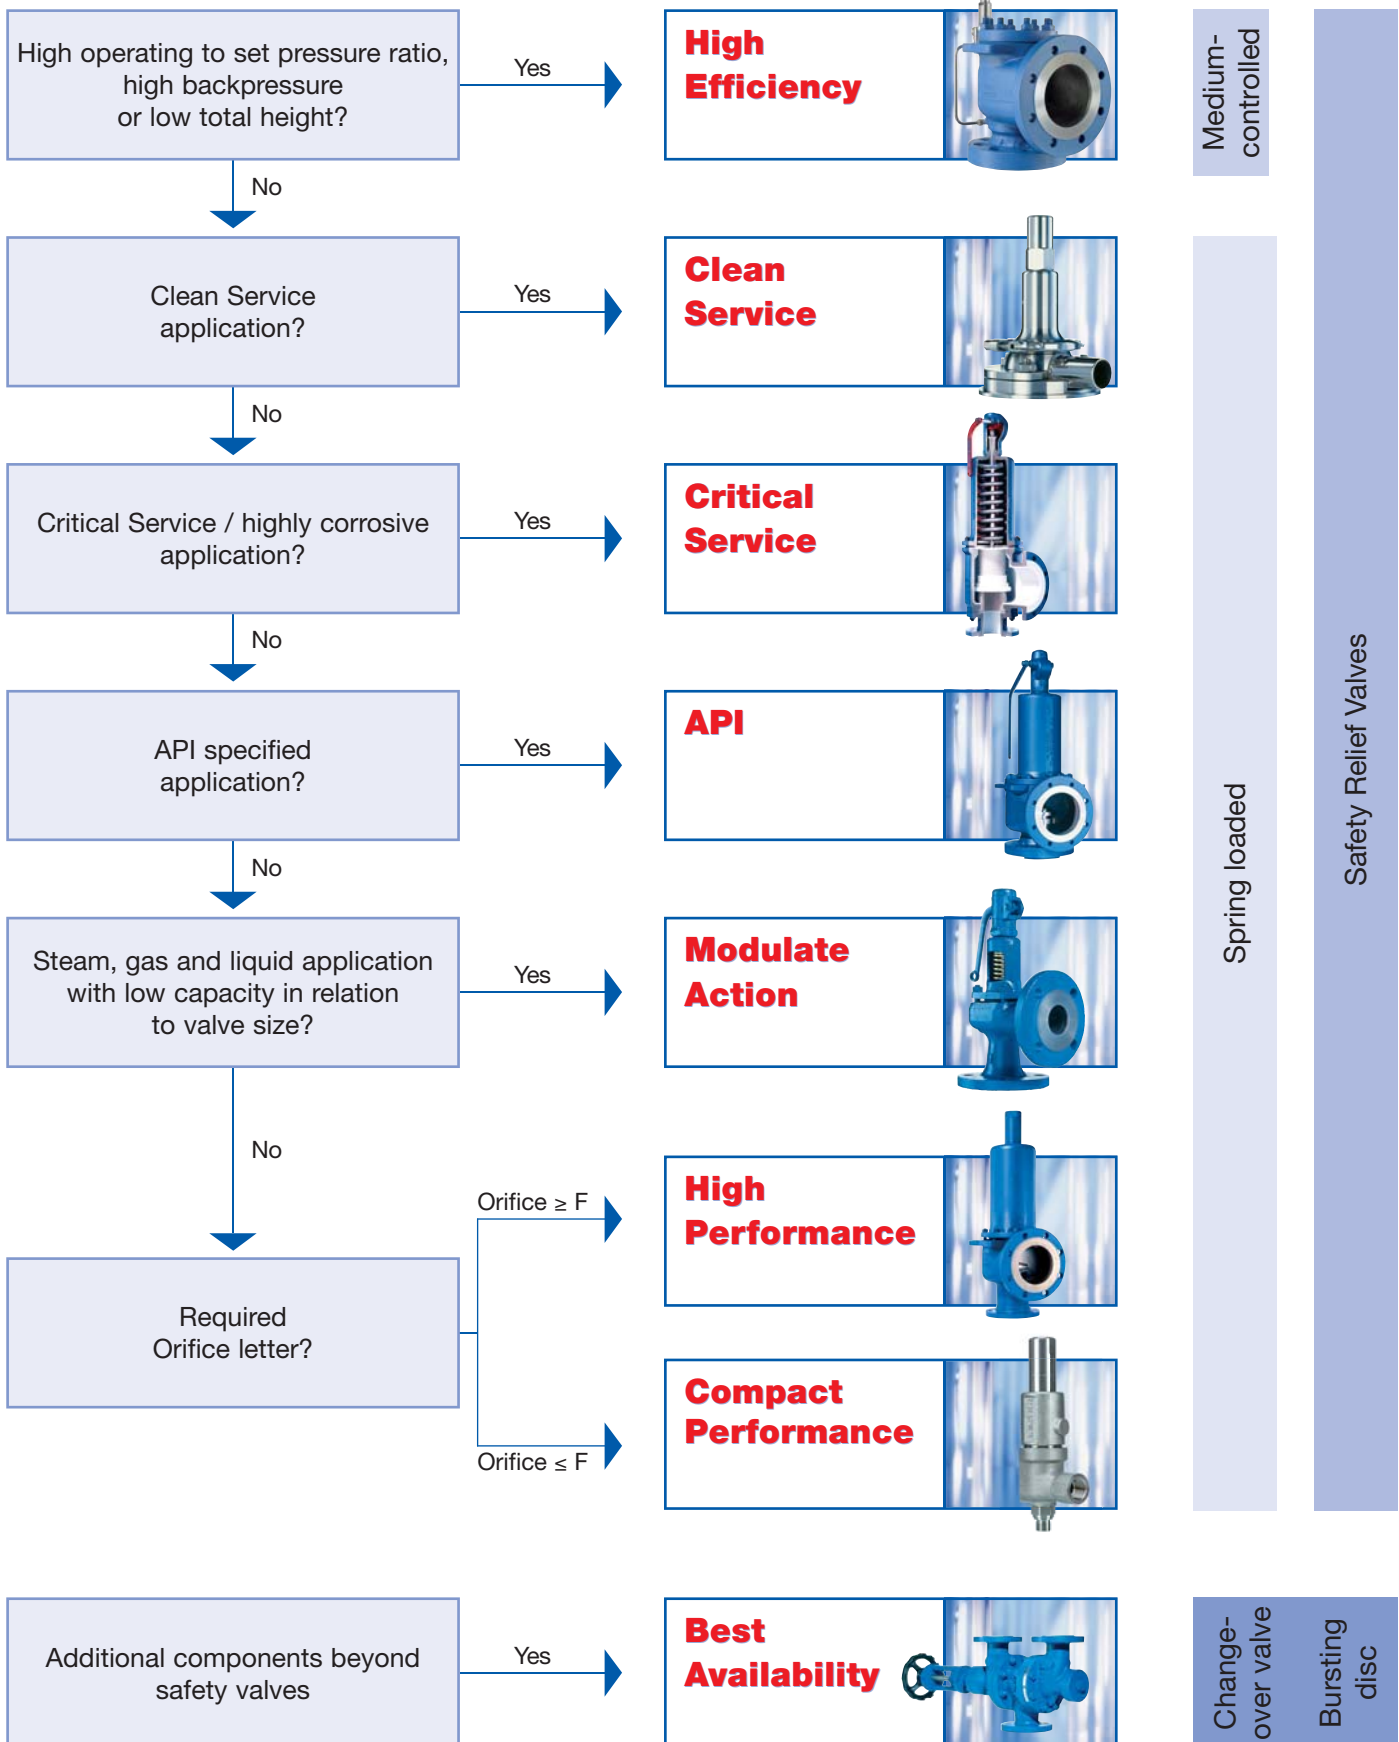 High operating to set pressure ratio,
high backpressure
or low total height?
Yes
High
Efficiency
No
Clean Service
application?
Yes
Clean
Service
No
Critical Service / highly corrosive
application?
Yes
Critical
Service
No
API specified
application?
Yes
API
No
Steam, gas and liquid application
with low capacity in relation
to valve size?
Yes
Modulate
Action
No
Required
Orifice letter?
Orifice ≥ F
High
Performance
Orifice ≤ F
Compact
Performance
Additional components beyond
safety valves
Yes
Best
Availability
Medium-
controlled
Spring loaded
Safety Relief Valves
Change-
over valve
Bursting
disc